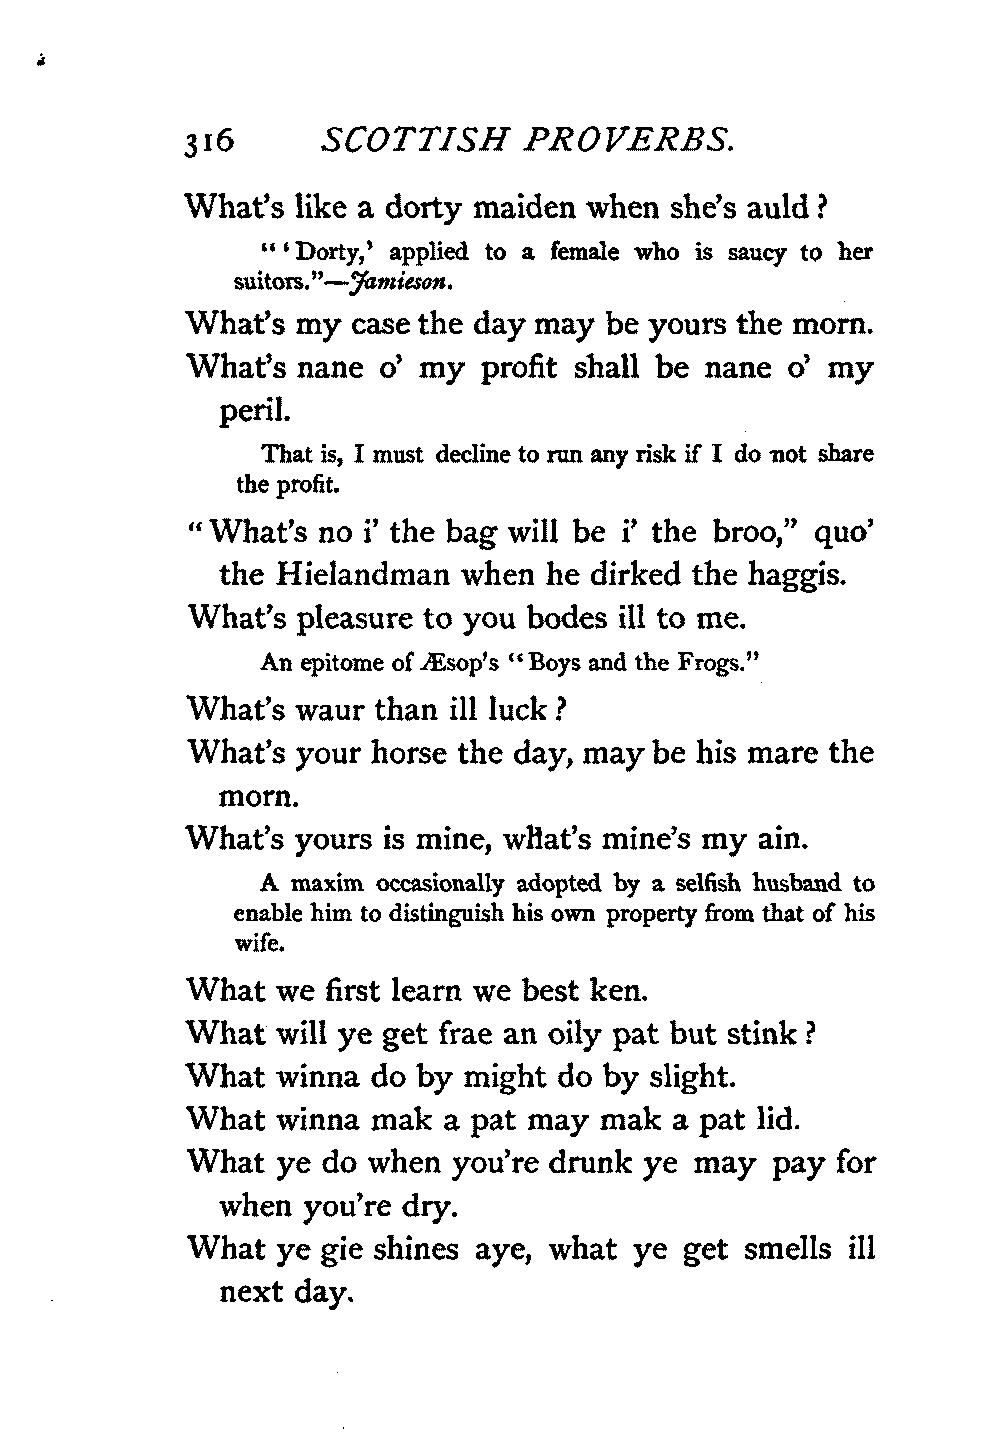 316 SCOTTISH PROVERBS.
What's like a dorty maiden when she's auld?
"'Dorty,' applied to a female who is saucy to her
suitors."—Jamieson.
What's my case the day may be yours the morn.
What's nane o' my profit shall be nane o' my
peril.
That is, I must decline to run any risk if I do not share
the profit.
"What's no i' the bag will be i' the broo," quo'
the Hielandman when he dirked the haggis.
What's pleasure to you bodes ill to me.
An epitome of Æsop's "Boys and the Frogs."
What's waur than ill luck?
What's your horse the day, may be his mare the
morn.
What's yours is mine, what's mine's my ain.
A maxim occasionally adopted by a selfish husband to
enable him to distinguish his own property from that of his
wife.
What we first learn we best ken.
What will ye get frae an oily pat but stink?
What winna do by might do by slight.
What winna mak a pat may mak a pat lid.
What ye do when you're drunk ye may pay for
when you're dry.
What ye gie shines aye, what ye get smells ill
next day.